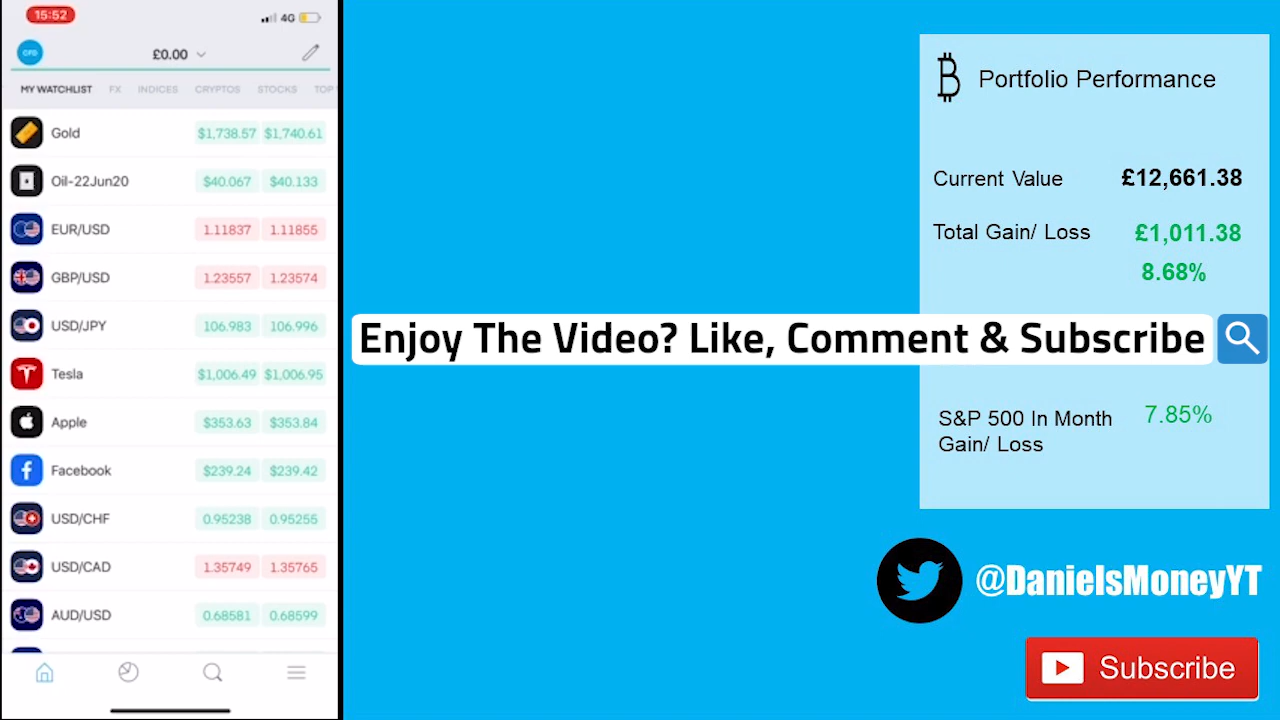 15:52
4G
CFD
£0.00
MY WATCHLIST FX INDICES CRYPTOS STOCKS TOP
Gold $1,738.57 $1,740.61
Oil-22Jun20 $40.067 $40.133
EUR/USD 1.11837 1.11855
GBP/USD 1.23557 1.23574
USD/JPY 106.983 106.996
Tesla $1,006.49 $1,006.95
Apple $353.63 $353.84
Facebook $239.24 $239.42
USD/CHF 0.95238 0.95255
USD/CAD 1.35749 1.35765
AUD/USD 0.68581 0.68599
Portfolio Performance
Current Value £12,661.38
Total Gain/ Loss £1,011.38
8.68%
Enjoy The Video? Like, Comment & Subscribe
S&P 500 In Month 7.85%
Gain/ Loss
@DanielsMoneyYT
Subscribe